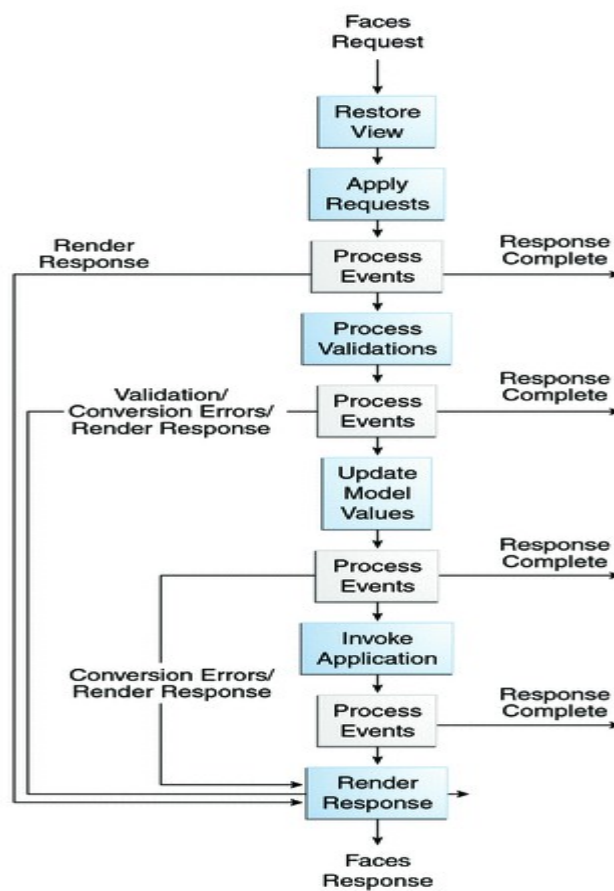 Faces
Request
Restore
View
Apply
Requests
Render
Response
Process
Events
Response
Complete
Process
Validations
Validation/
Conversion Errors/
Render Response
Process
Events
Response
Complete
Update
Model
Values
Process
Events
Response
Complete
Invoke
Application
Conversion Errors/
Render Response
Process
Events
Response
Complete
Render
Response
Faces
Response